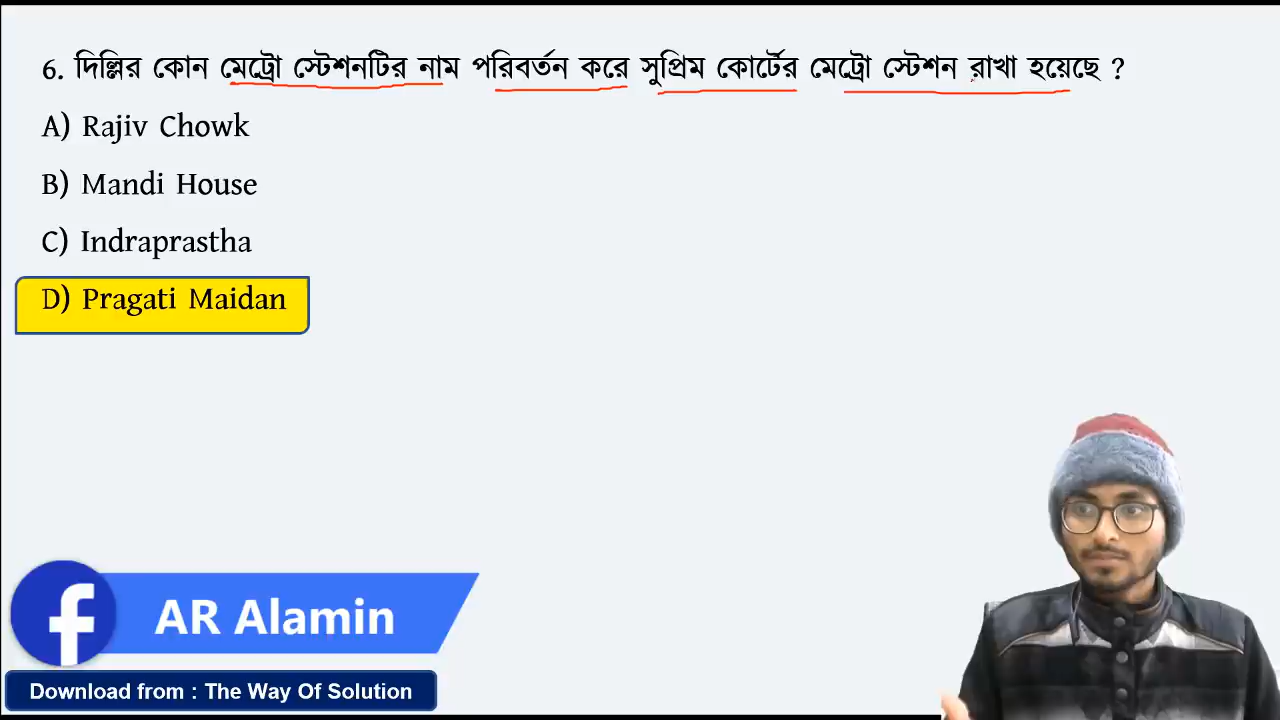 6. দিল্লির কোন মেট্রো স্টেশনটির নাম পরিবর্তন করে সুপ্রিম কোর্টের মেট্রো স্টেশন রাখা হয়েছে ?
A) Rajiv Chowk
B) Mandi House
C) Indraprastha
D) Pragati Maidan
f AR Alamin
Download from : The Way Of Solution